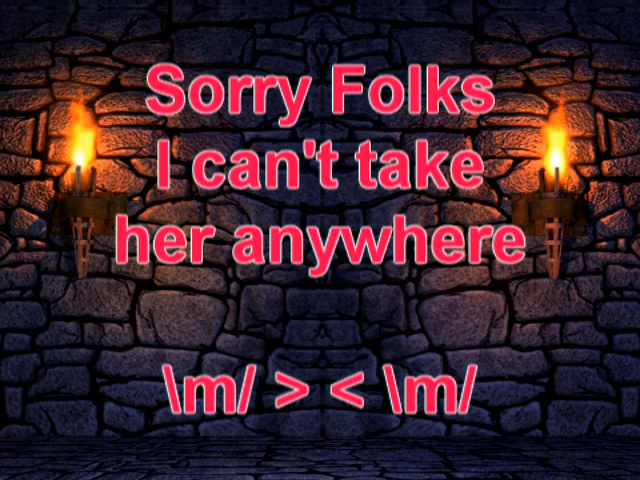 Sorry Folks
I can't take
her anywhere
\m/ > < \m/